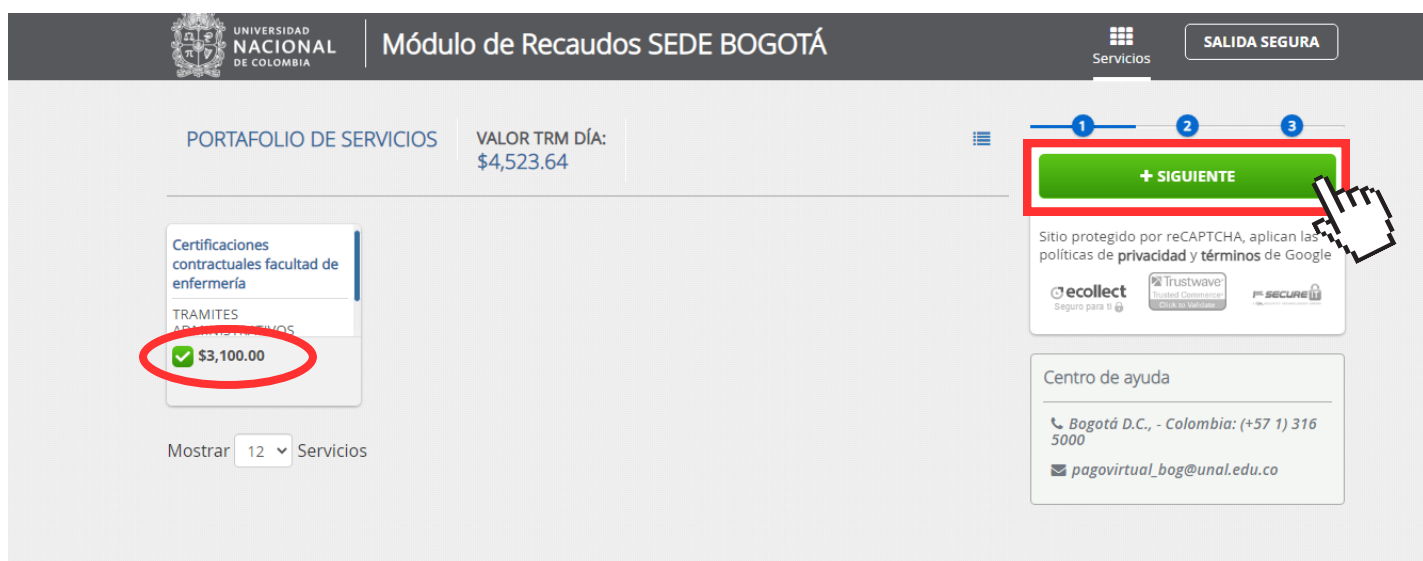 UNIVERSIDAD
NACIONAL
DE COLOMBIA
Módulo de Recaudos SEDE BOGOTÁ
Servicios
SALIDA SEGURA
PORTAFOLIO DE SERVICIOS
VALOR TRM DÍA:
$4,523.64
1 2 3
SIGUIENTE
Certificaciones
contractuales facultad de
enfermería
TRAMITES
ADMINISTRATIVOS
$3,100.00
Mostrar 12 Servicios
Sitio protegido por reCAPTCHA, aplican las
políticas de privacidad y términos de Google
ecollect
Seguro para ti
Trustwave
Trusted Commerce
Click to Validate
SECURE
Centro de ayuda
Bogotá D.C., - Colombia: (+57 1) 316
5000
pagovirtual_bog@unal.edu.co